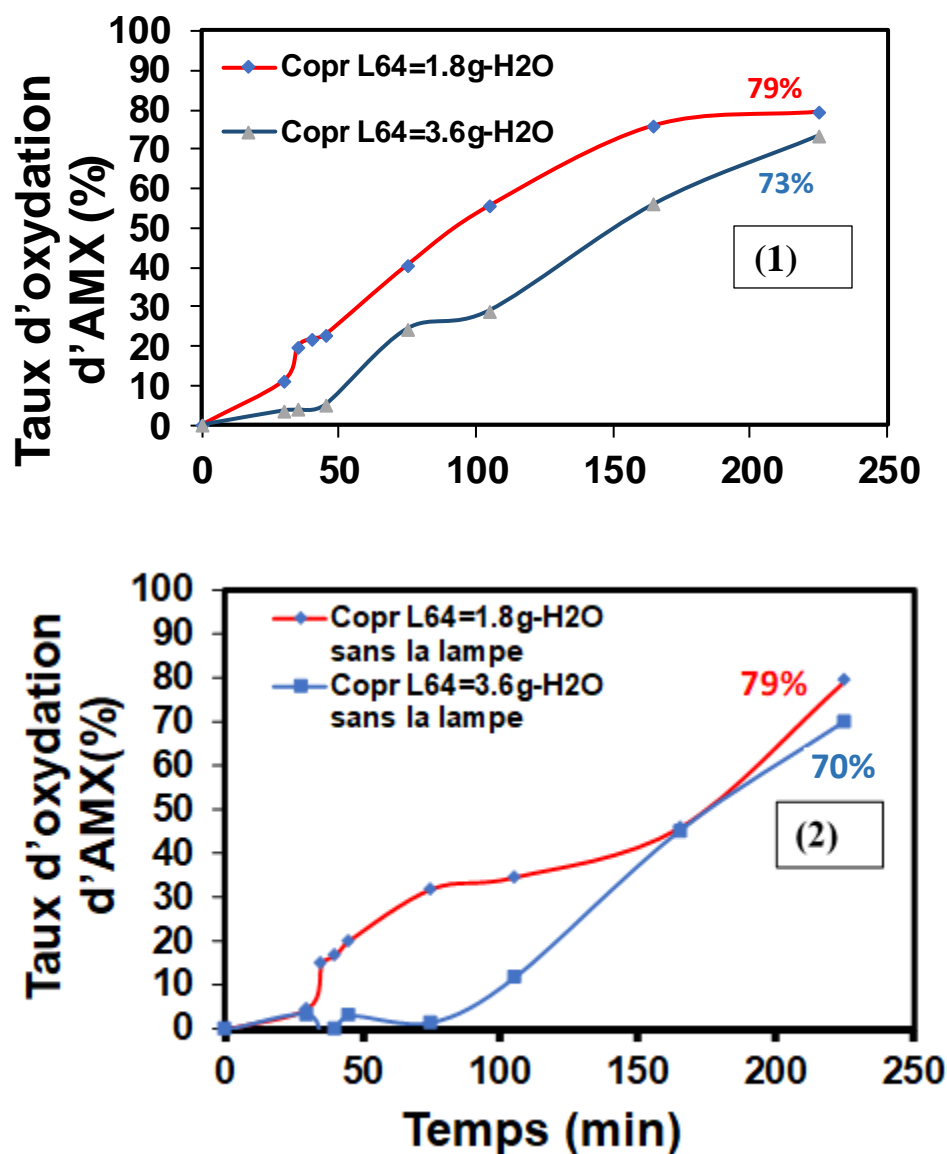 100
90
80
70
60
50
40
30
20
10
0
Taux d’oxydation
d’AMX (%)
Copr L64=1.8g-H2O
Copr L64=3.6g-H2O
79%
73%
(1)
0 50 100 150 200 250
100
90
80
70
60
50
40
30
20
10
0
Taux d’oxydation
d’AMX(%)
Copr L64=1.8g-H2O
sans la lampe
Copr L64=3.6g-H2O
sans la lampe
79%
70%
(2)
0 50 100 150 200 250
Temps (min)